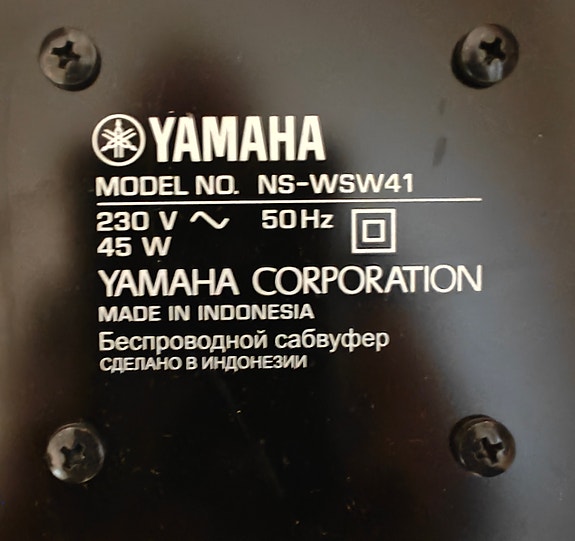 YAMAHA
MODEL NO. NS-WSW41
230 V ~ 50 Hz
45 W
YAMAHA CORPORATION
MADE IN INDONESIA
Беспроводной сабвуфер
СДЕЛАНО В ИНДОНЕЗИИ